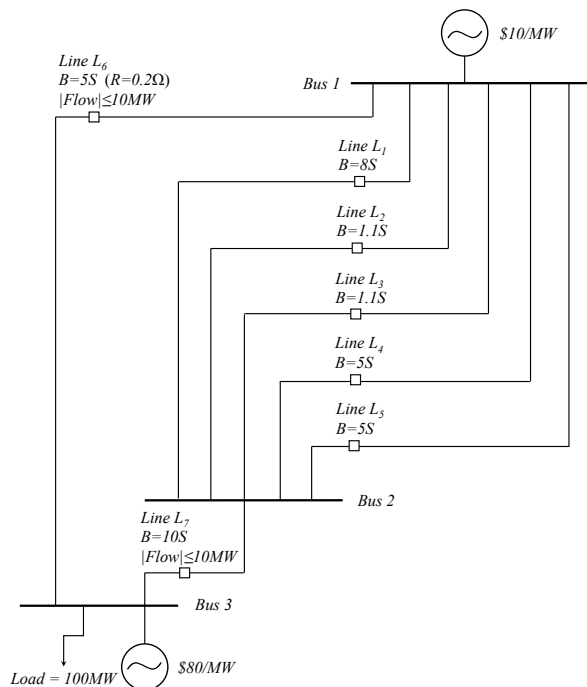 $10/MW
Line L₆
B=5S (R=0.2Ω)
|Flow|≤10MW
Bus 1
Line L₁
B=8S
Line L₂
B=1.1S
Line L₃
B=1.1S
Line L₄
B=5S
Line L₅
B=5S
Bus 2
Line L₇
B=10S
|Flow|≤10MW
Bus 3
Load = 100MW
$80/MW